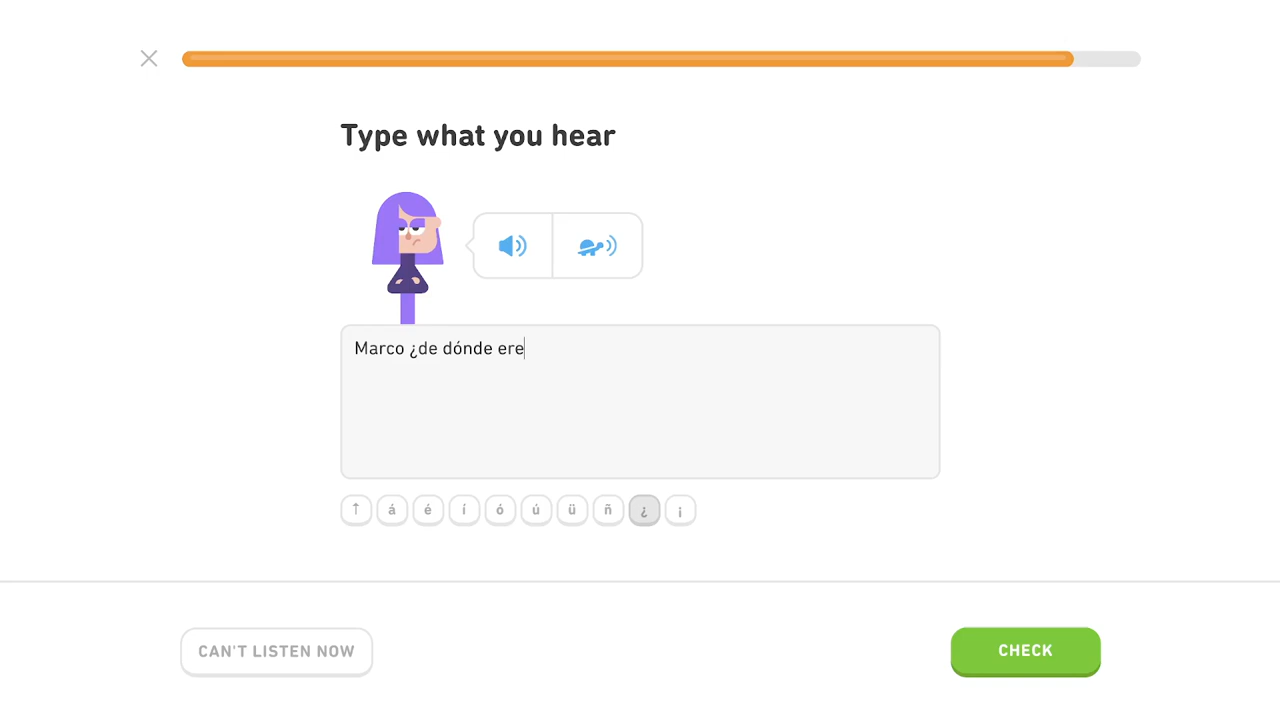 Type what you hear
Marco ¿de dónde ere
↑ á é í ó ú ü ñ ¿ ¡
CAN'T LISTEN NOW
CHECK